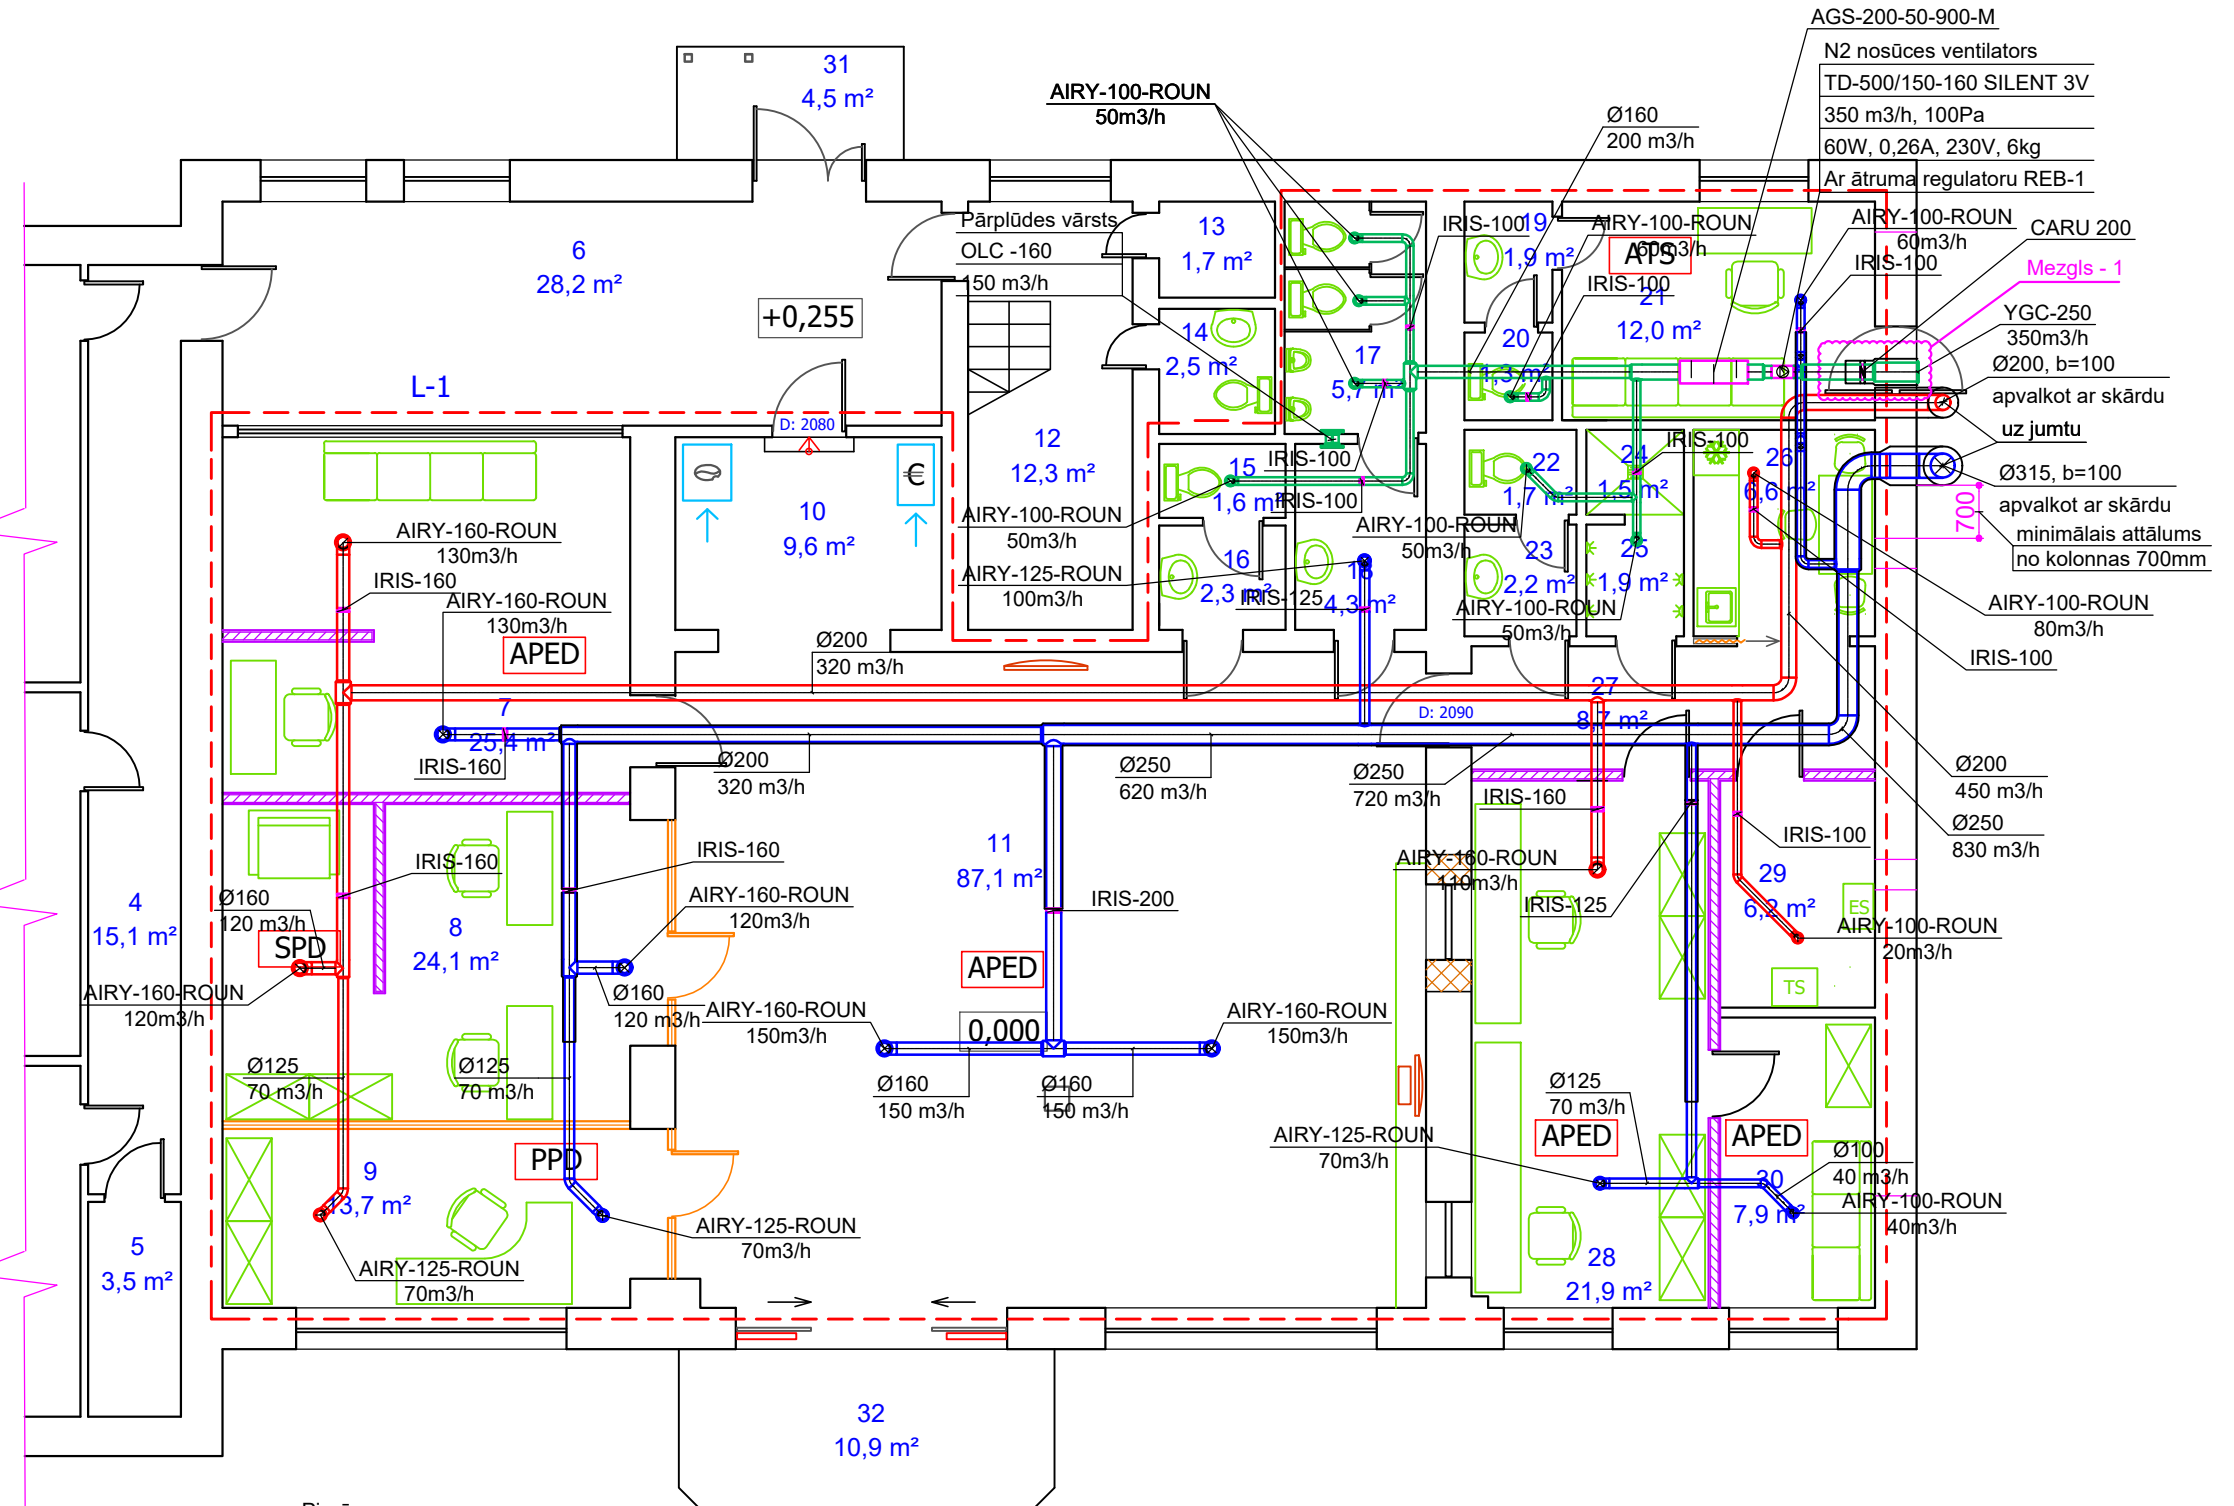 AGS-200-50-900-M
N2 nosūces ventilators
TD-500/150-160 SILENT 3V
350 m3/h, 100Pa
60W, 0,26A, 230V, 6kg
Ar ātruma regulatoru REB-1
31
4,5 m²
AIRY-100-ROUN
50m3/h
Ø160
200 m3/h
AIRY-100-ROUN
60m3/h
CARU 200
Mezgls - 1
YGC-250
350m3/h
Ø200, b=100
apvalkot ar skārdu
uz jumtu
Ø315, b=100
apvalkot ar skārdu
700
minimālais attālums
no kolonnas 700mm
6
28,2 m²
+0,255
Pārplūdes vārsts
OLC -160
150 m3/h
13
1,7 m²
14
2,5 m²
17
5,7 m²
IRIS-100
19
1,9 m²
AIRY-100-ROUN
60m3/h
ATS
IRIS-100
21
12,0 m²
IRIS-100
20
1,3 m²
L-1
D: 2080
€
12
12,3 m²
10
9,6 m²
15
1,6 m²
IRIS-100
IRIS-100
AIRY-100-ROUN
50m3/h
AIRY-125-ROUN
100m3/h
16
2,3 m²
IRIS-125
18
4,3 m²
22
1,7 m²
AIRY-100-ROUN
50m3/h
23
2,2 m²
24
1,5 m²
IRIS-100
25
1,9 m²
AIRY-100-ROUN
50m3/h
26
6,6 m²
AIRY-100-ROUN
80m3/h
IRIS-100
AIRY-160-ROUN
130m3/h
IRIS-160
AIRY-160-ROUN
130m3/h
APED
Ø200
320 m3/h
7
25,4 m²
IRIS-160
Ø200
320 m3/h
Ø250
620 m3/h
D: 2090
Ø250
720 m3/h
27
8,7 m²
Ø200
450 m3/h
Ø250
830 m3/h
4
15,1 m²
IRIS-160
Ø160
120 m3/h
SPD
AIRY-160-ROUN
120m3/h
8
24,1 m²
IRIS-160
AIRY-160-ROUN
120m3/h
Ø160
120 m3/h
11
87,1 m²
IRIS-200
APED
0,000
AIRY-160-ROUN
150m3/h
AIRY-160-ROUN
150m3/h
Ø160
150 m3/h
Ø160
150 m3/h
IRIS-160
AIRY-160-ROUN
110m3/h
IRIS-125
IRIS-100
29
6,2 m²
ES
AIRY-100-ROUN
20m3/h
TS
Ø125
70 m3/h
Ø125
70 m3/h
Ø125
70 m3/h
AIRY-125-ROUN
70m3/h
APED
APED
Ø100
40 m3/h
30
7,9 m²
AIRY-100-ROUN
40m3/h
PPD
9
13,7 m²
AIRY-125-ROUN
70m3/h
AIRY-125-ROUN
70m3/h
5
3,5 m²
28
21,9 m²
32
10,9 m²